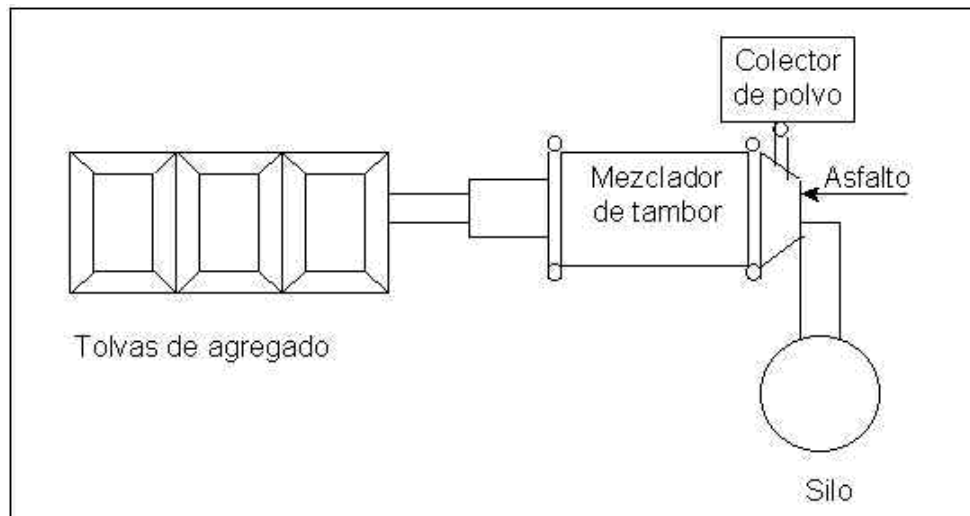 Colector
de polvo
Mezclador
de tambor
Asfalto
Tolvas de agregado
Silo